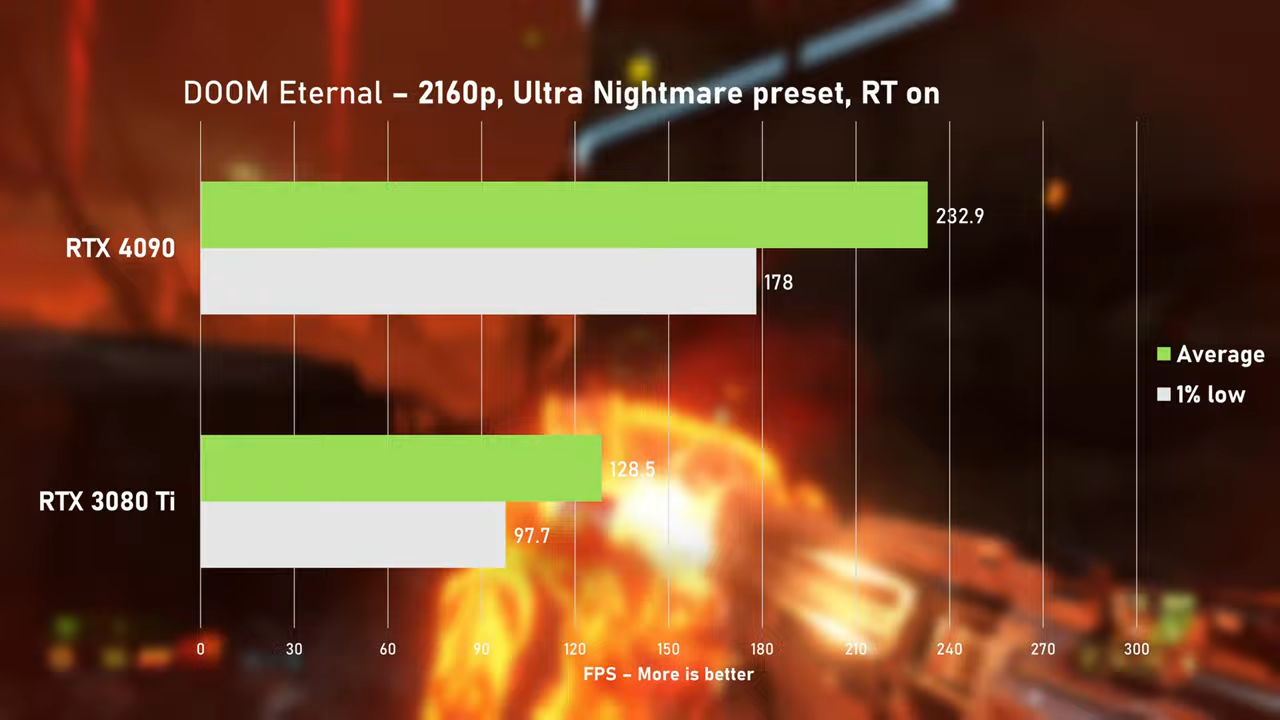 DOOM Eternal – 2160p, Ultra Nightmare preset, RT on
RTX 4090
232.9
178
RTX 3080 Ti
128.5
97.7
Average
1% low
0 30 60 90 120 150 180 210 240 270 300
FPS – More is better